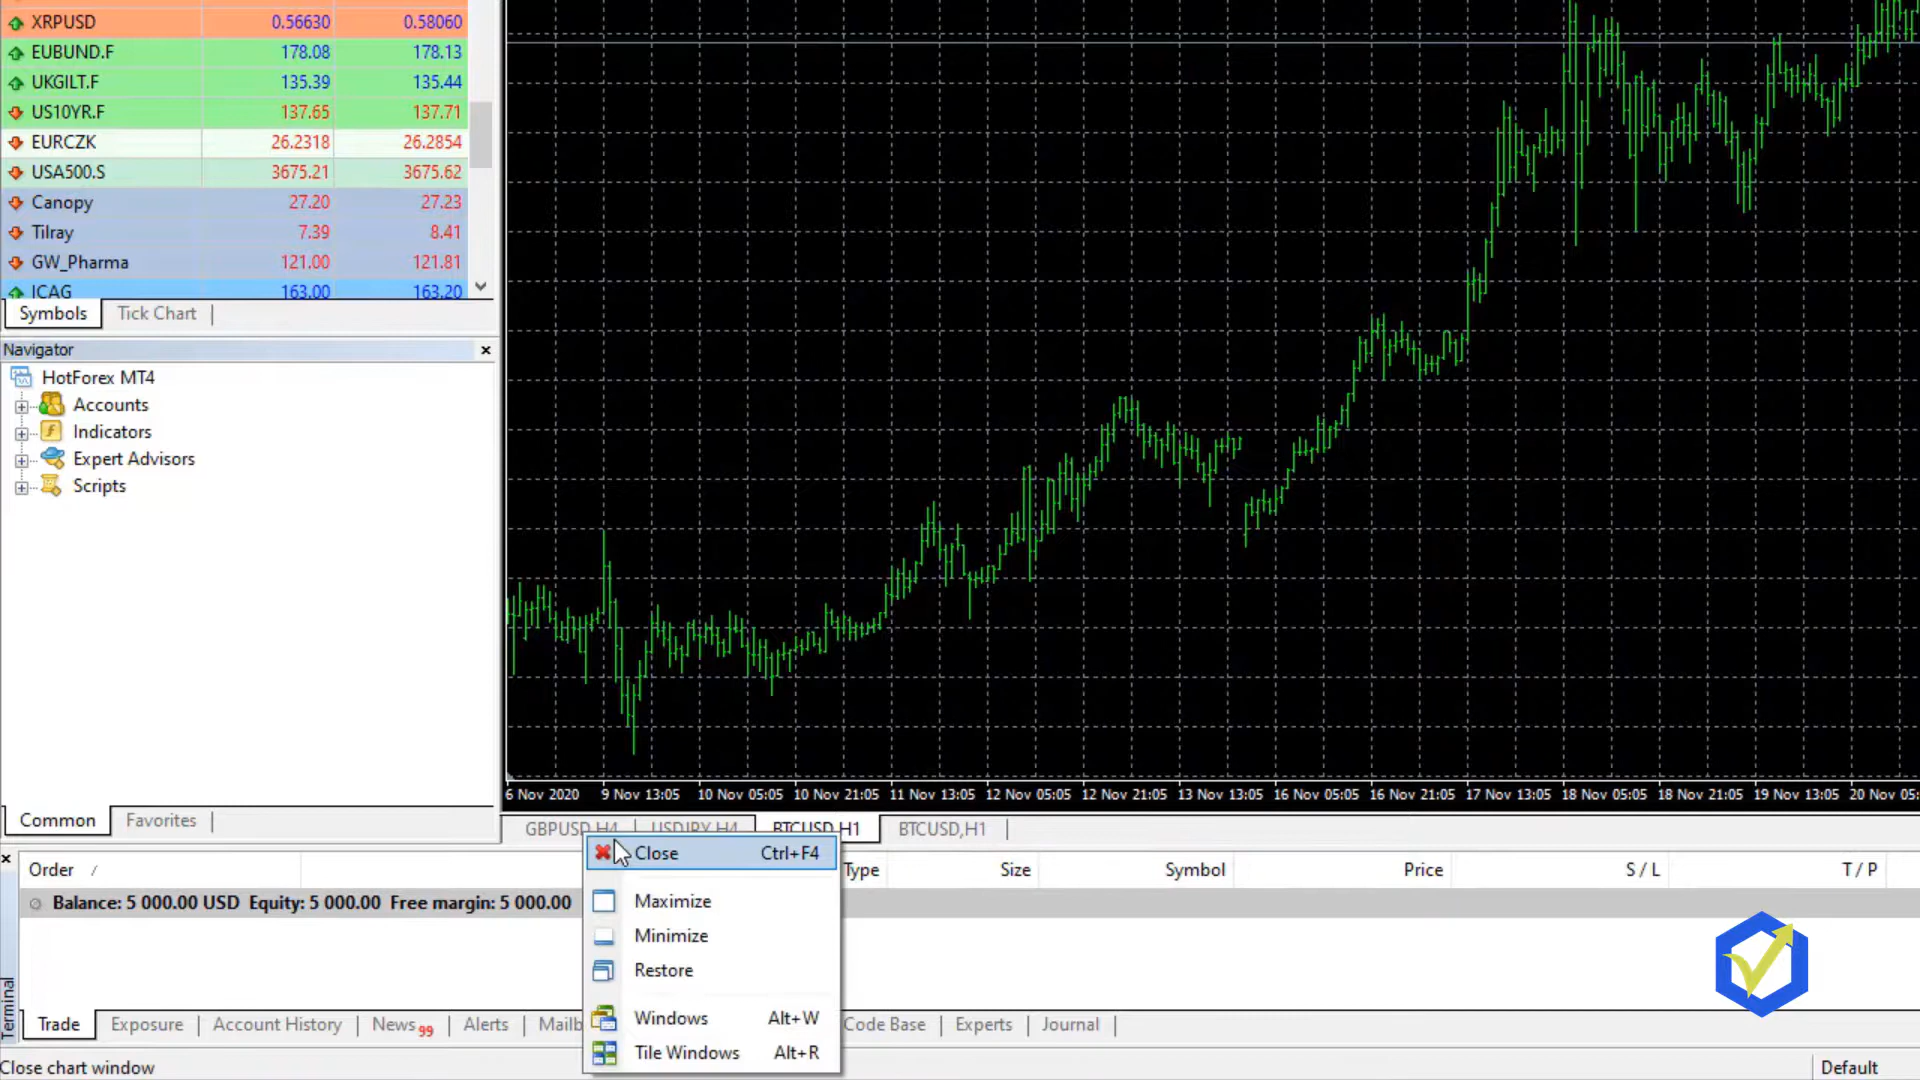 XRPUSD 0.56630 0.58060
EUBUND.F 178.08 178.13
UKGILT.F 135.39 135.44
US10YR.F 137.65 137.71
EURCZK 26.2318 26.2854
USA500.S 3675.21 3675.62
Canopy 27.20 27.23
Tilray 7.39 8.41
GW_Pharma 121.00 121.81
ICAG 163.00 163.20
Symbols Tick Chart
Navigator
HotForex MT4
Accounts
Indicators
Expert Advisors
Scripts
Common Favorites
6 Nov 2020 9 Nov 13:05 10 Nov 05:05 10 Nov 21:05 11 Nov 13:05 12 Nov 05:05 12 Nov 21:05 13 Nov 13:05 16 Nov 05:05 16 Nov 21:05 17 Nov 13:05 18 Nov 05:05 18 Nov 21:05 19 Nov 13:05 20 Nov 05:
GBPUSD,H4 USDJPY,H4 BTCUSD,H1 BTCUSD,H1
Close Ctrl+F4
Maximize
Minimize
Restore
Windows Alt+W
Tile Windows Alt+R
Order / Type Size Symbol Price S / L T / P
Balance: 5 000.00 USD Equity: 5 000.00 Free margin: 5 000.00
Terminal
Trade Exposure Account History News 99 Alerts Mailb Code Base Experts Journal
Close chart window Default